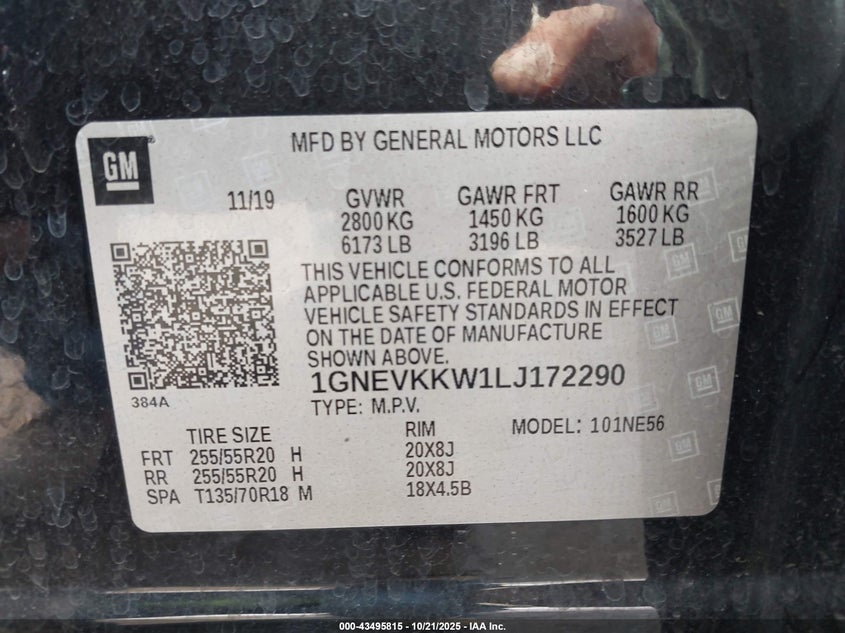 GM
MFD BY GENERAL MOTORS LLC
11/19 GVWR GAWR FRT GAWR RR
2800 KG 1450 KG 1600 KG
6173 LB 3196 LB 3527 LB
THIS VEHICLE CONFORMS TO ALL
APPLICABLE U.S. FEDERAL MOTOR
VEHICLE SAFETY STANDARDS IN EFFECT
ON THE DATE OF MANUFACTURE
SHOWN ABOVE.
1GNEVKKW1LJ172290
384A
TYPE: M.P.V.
TIRE SIZE RIM MODEL: 101NE56
FRT 255/55R20 H 20X8J
RR 255/55R20 H 20X8J
SPA T135/70R18 M 18X4.5B
000-43495815 - 10/21/2025 - IAA Inc.